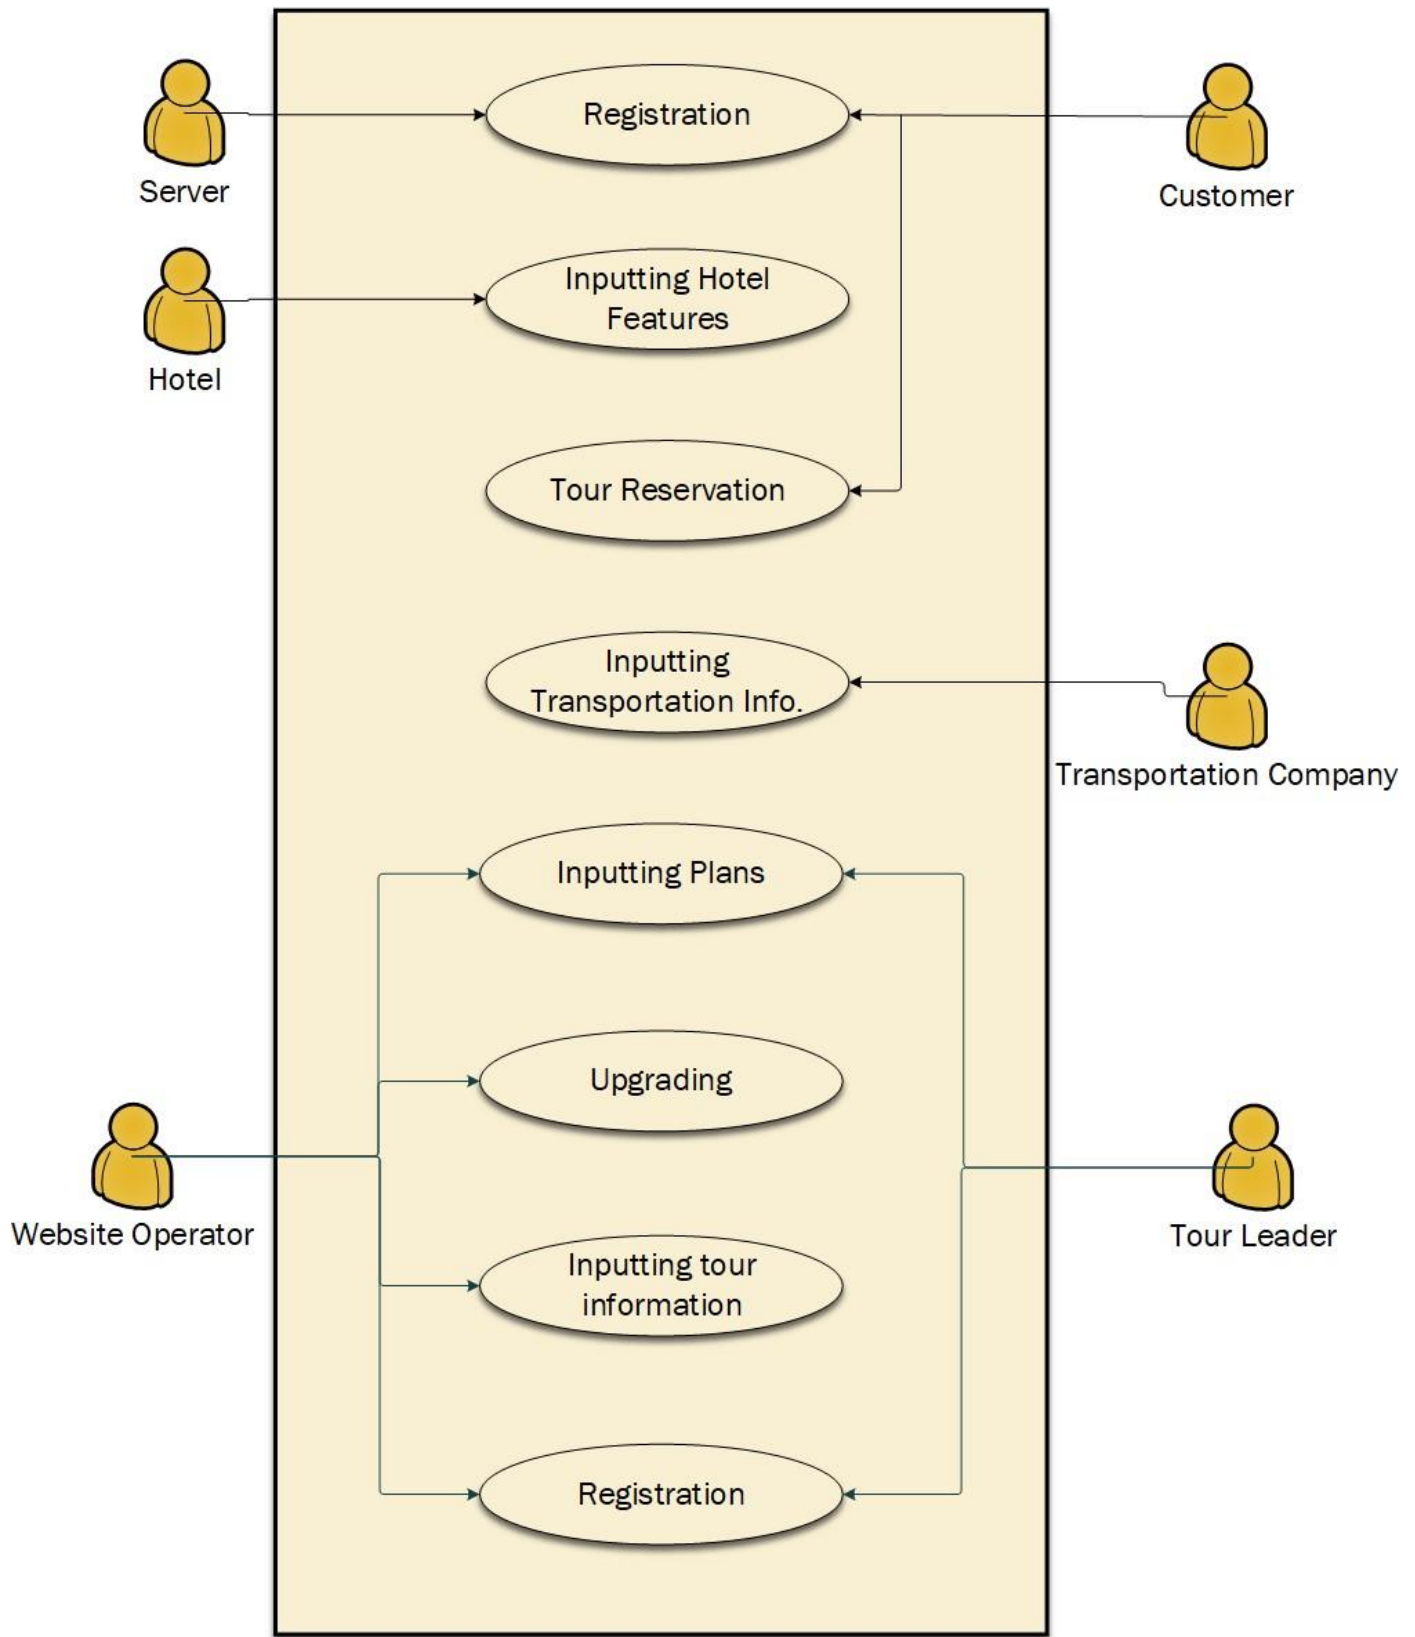 Registration
Server
Customer
Inputting Hotel
Features
Hotel
Tour Reservation
Inputting
Transportation Info.
Transportation Company
Inputting Plans
Upgrading
Website Operator
Tour Leader
Inputting tour
information
Registration